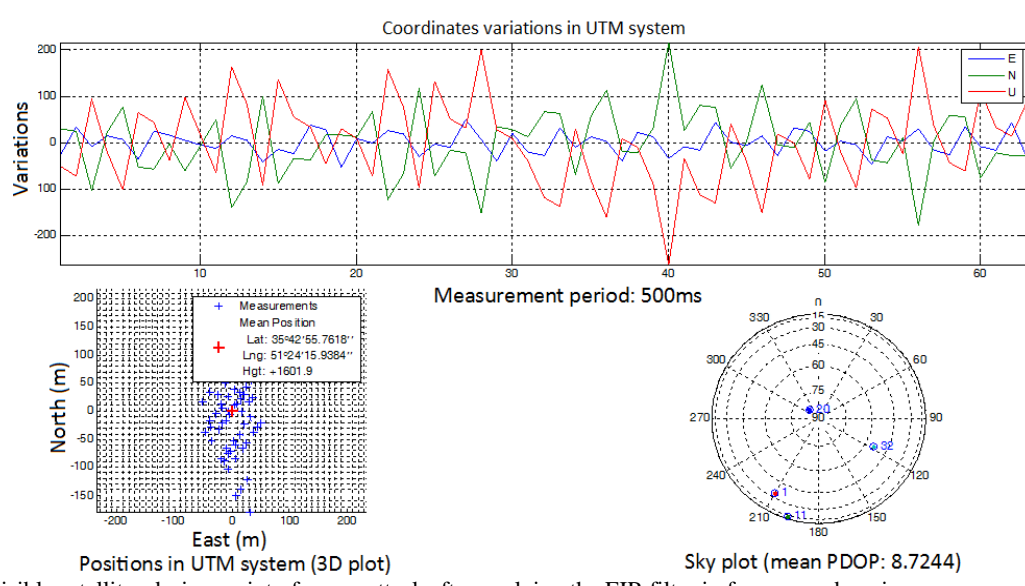 Coordinates variations in UTM system
200
100
0
100
-200
Variations
E
N
U
10
20
30
40
50
60
Measurement period: 500ms
200
150
100
50
0
-50
-100
-150
North (m)
Measurements
Mean Position
Lat: 35º42'55.7618''
Lng: 51º24'15.9384''
Hgt: +1601.9
-200
-100
0
100
200
East (m)
Positions in UTM system (3D plot)
n
330
15
30
30
300
45
60
60
75
270
20
90
90
32
240
120
1
11
210
150
180
Sky plot (mean PDOP: 8.7244)